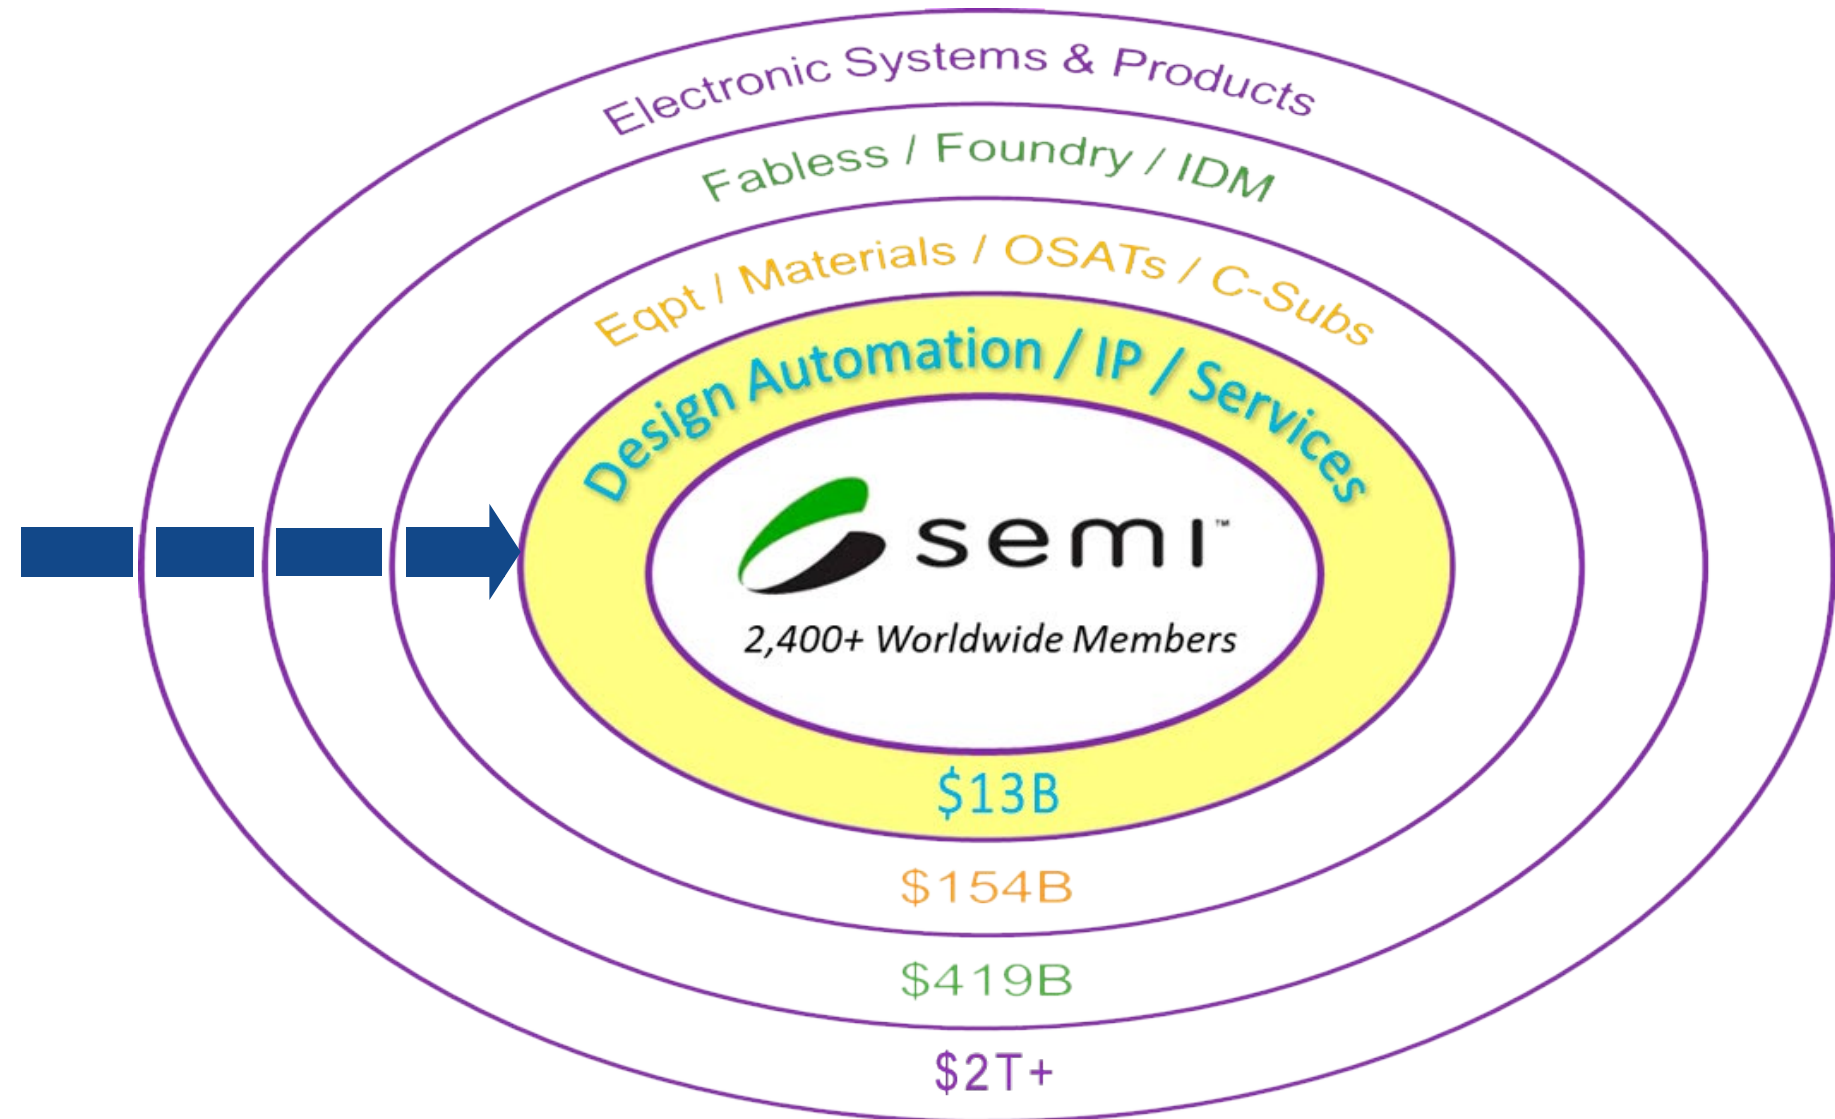 Electronic Systems & Products
Fabless / Foundry / IDM
Eqpt / Materials / OSATs / C-Subs
Design Automation / IP / Services
semi™
2,400+ Worldwide Members
$13B
$154B
$419B
$2T+